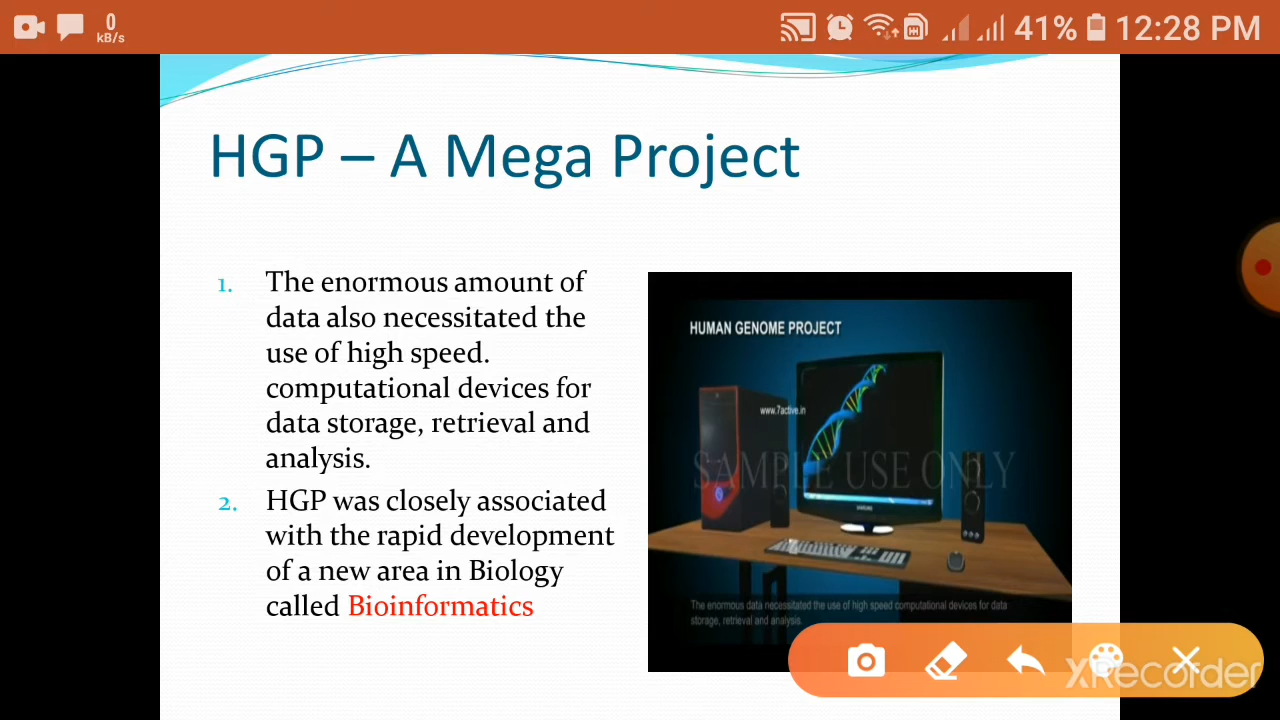 0
kB/s
41% 12:28 PM
HGP – A Mega Project
1. The enormous amount of
data also necessitated the
use of high speed.
computational devices for
data storage, retrieval and
analysis.
2. HGP was closely associated
with the rapid development
of a new area in Biology
called Bioinformatics
HUMAN GENOME PROJECT
www.7active.in
SAMPLE USE ONLY
SAMSUNG
The enormous data necessitated the use of high speed computational devices for data
storage, retrieval and analysis.
XRecorder